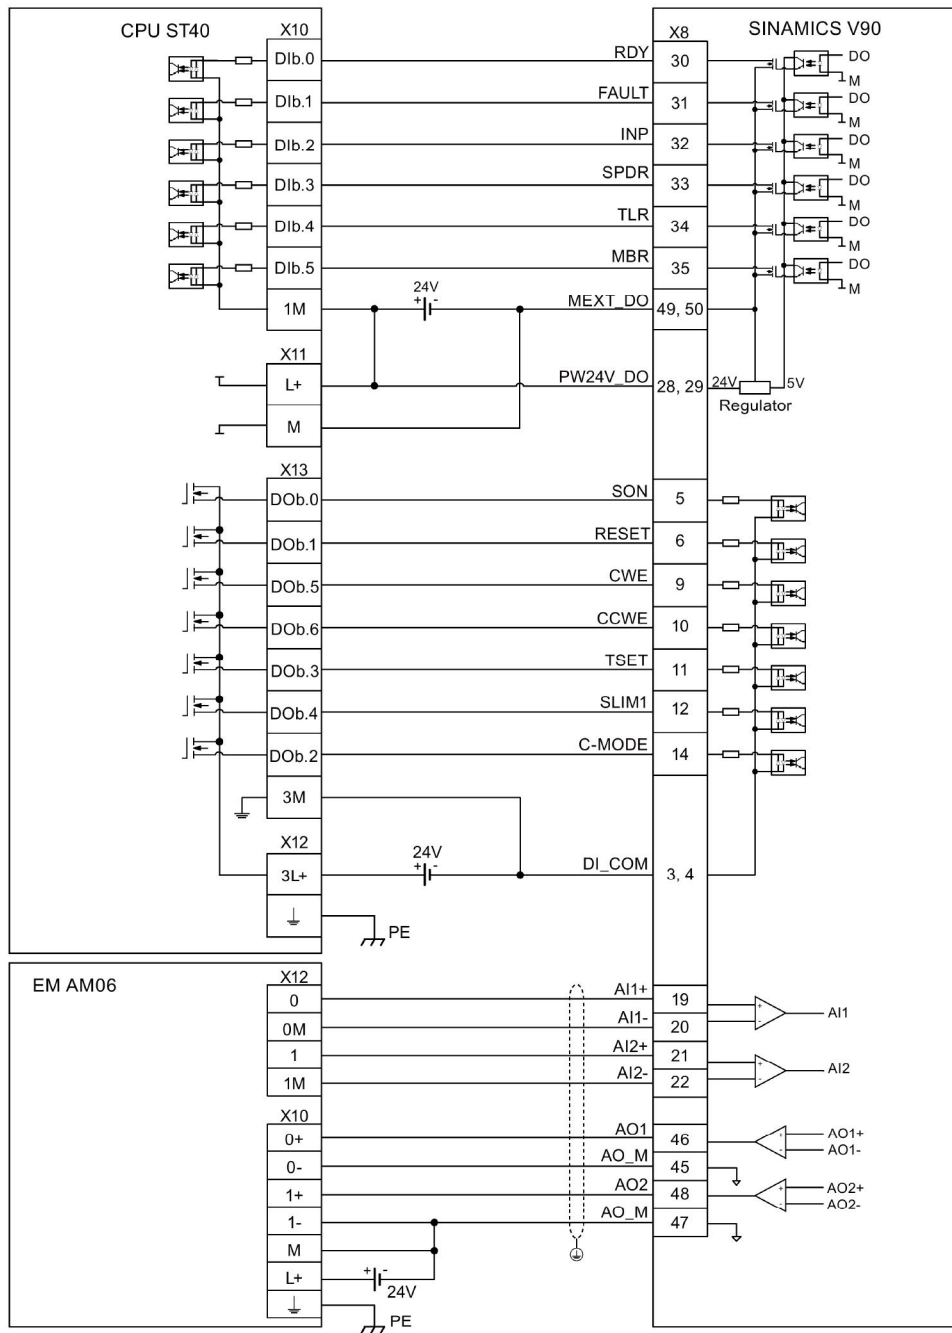 CPU ST40
SINAMICS V90
X10
X8
DIb.0 RDY 30 DO
M
DIb.1 FAULT 31 DO
M
DIb.2 INP 32 DO
M
DIb.3 SPDR 33 DO
M
DIb.4 TLR 34 DO
M
DIb.5 MBR 35 DO
M
24V
1M + - MEXT_DO 49, 50
X11
L+ PW24V_DO 28, 29 24V 5V
Regulator
M
X13
DOb.0 SON 5
DOb.1 RESET 6
DOb.5 CWE 9
DOb.6 CCWE 10
DOb.3 TSET 11
DOb.4 SLIM1 12
DOb.2 C-MODE 14
3M
X12
24V
3L+ + - DI_COM 3, 4
PE
EM AM06
X12
0 AI1+ 19 +
0M AI1- 20 - AI1
1 AI2+ 21 +
1M AI2- 22 - AI2
X10
0+ AO1 46 + AO1+
0- AO_M 45 - AO1-
1+ AO2 48 + AO2+
1- AO_M 47 - AO2-
M
L+ + -
24V
PE